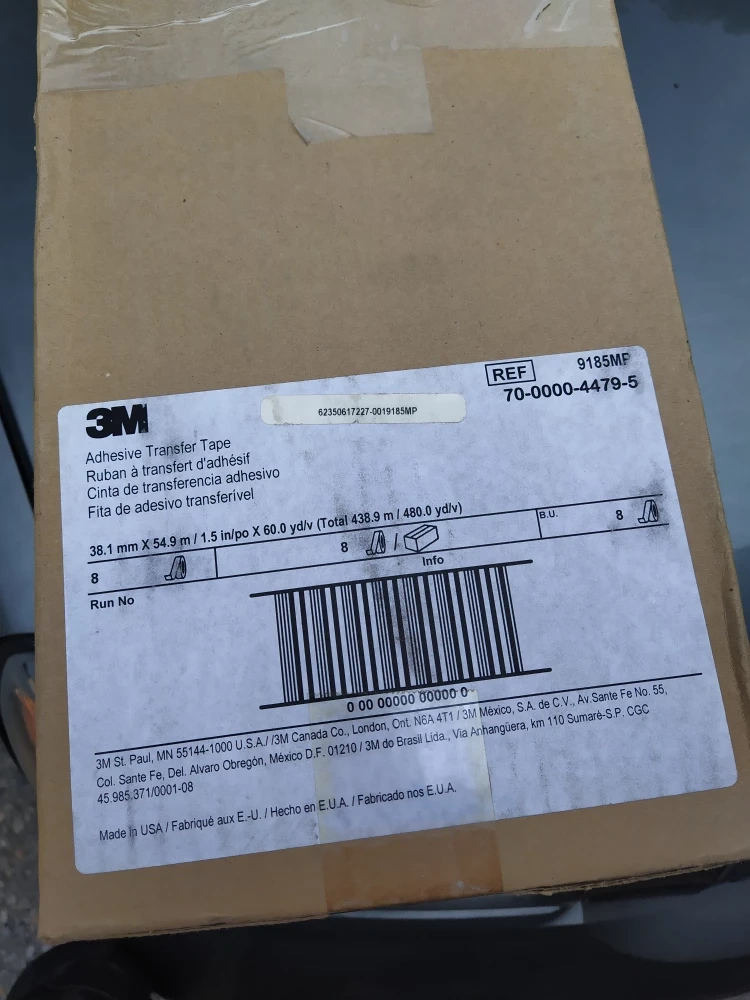 REF
9185MP
70-0000-4479-5
3M
62350617227-0019185MP
Adhesive Transfer Tape
Ruban à transfert d'adhésif
Cinta de transferencia adhesivo
Fita de adesivo transferível
38.1 mm X 54.9 m / 1.5 in/po X 60.0 yd/v (Total 438.9 m / 480.0 yd/v)
8 8 / B.U. 8
Run No Info
0 00 00000 00000 0
3M St. Paul, MN 55144-1000 U.S.A./ /3M Canada Co., London, Ont. N6A 4T1 / 3M México, S.A. de C.V., Av.Sante Fe No. 55,
Col. Sante Fe, Del. Alvaro Obregón, México D.F. 01210 / 3M do Brasil Lida., Via Anhangüera, km 110 Sumaré-S.P. CGC
45.985.371/0001-08
Made in USA / Fabriqué aux E.-U. / Hecho en E.U.A. / Fabricado nos E.U.A.